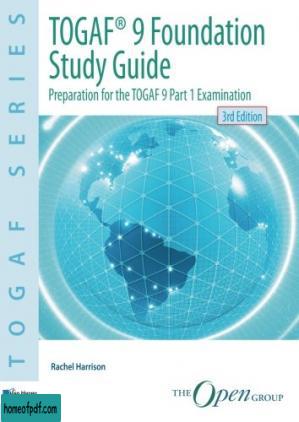 TOGAF SERIES
TOGAF® 9 Foundation
Study Guide
Preparation for the TOGAF 9 Part 1 Examination
3rd Edition
Rachel Harrison
THE Open GROUP
homeofpdf.com